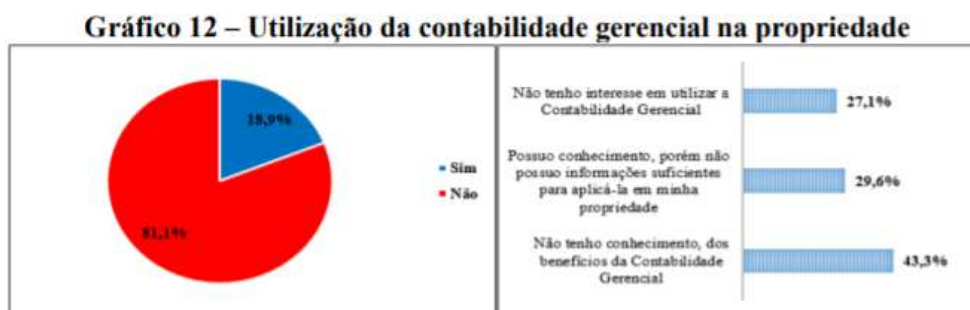 Gráfico 12 – Utilização da contabilidade gerencial na propriedade
18,9%
81,1%
Sim
Não
Não tenho interesse em utilizar a
Contabilidade Gerencial
27,1%
Possuo conhecimento, porém não
possuo informações suficientes
para aplicá-la em minha
propriedade
29,6%
Não tenho conhecimento, dos
benefícios da Contabilidade
Gerencial
43,3%